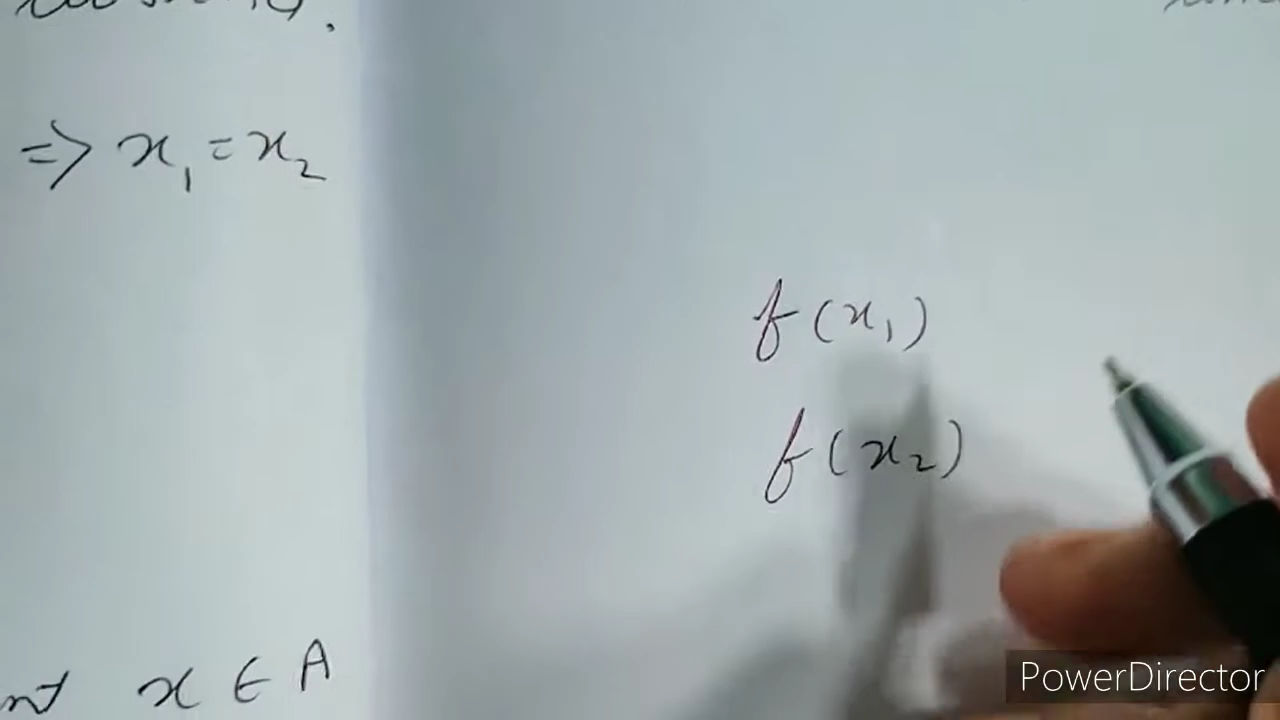 => x₁ = x₂
f(x₁)
f(x₂)
x ∈ A
PowerDirector